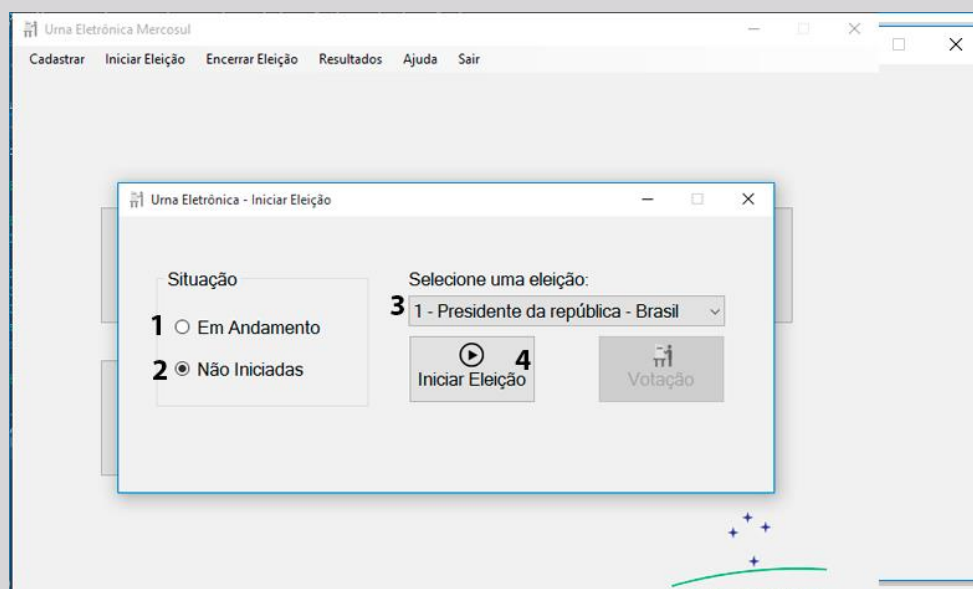 Urna Eletrônica Mercosul
Cadastrar Iniciar Eleição Encerrar Eleição Resultados Ajuda Sair
Urna Eletrônica - Iniciar Eleição
Situação
1 Em Andamento
2 Não Iniciadas
Selecione uma eleição:
3 1 - Presidente da república - Brasil
4
Iniciar Eleição
Votação